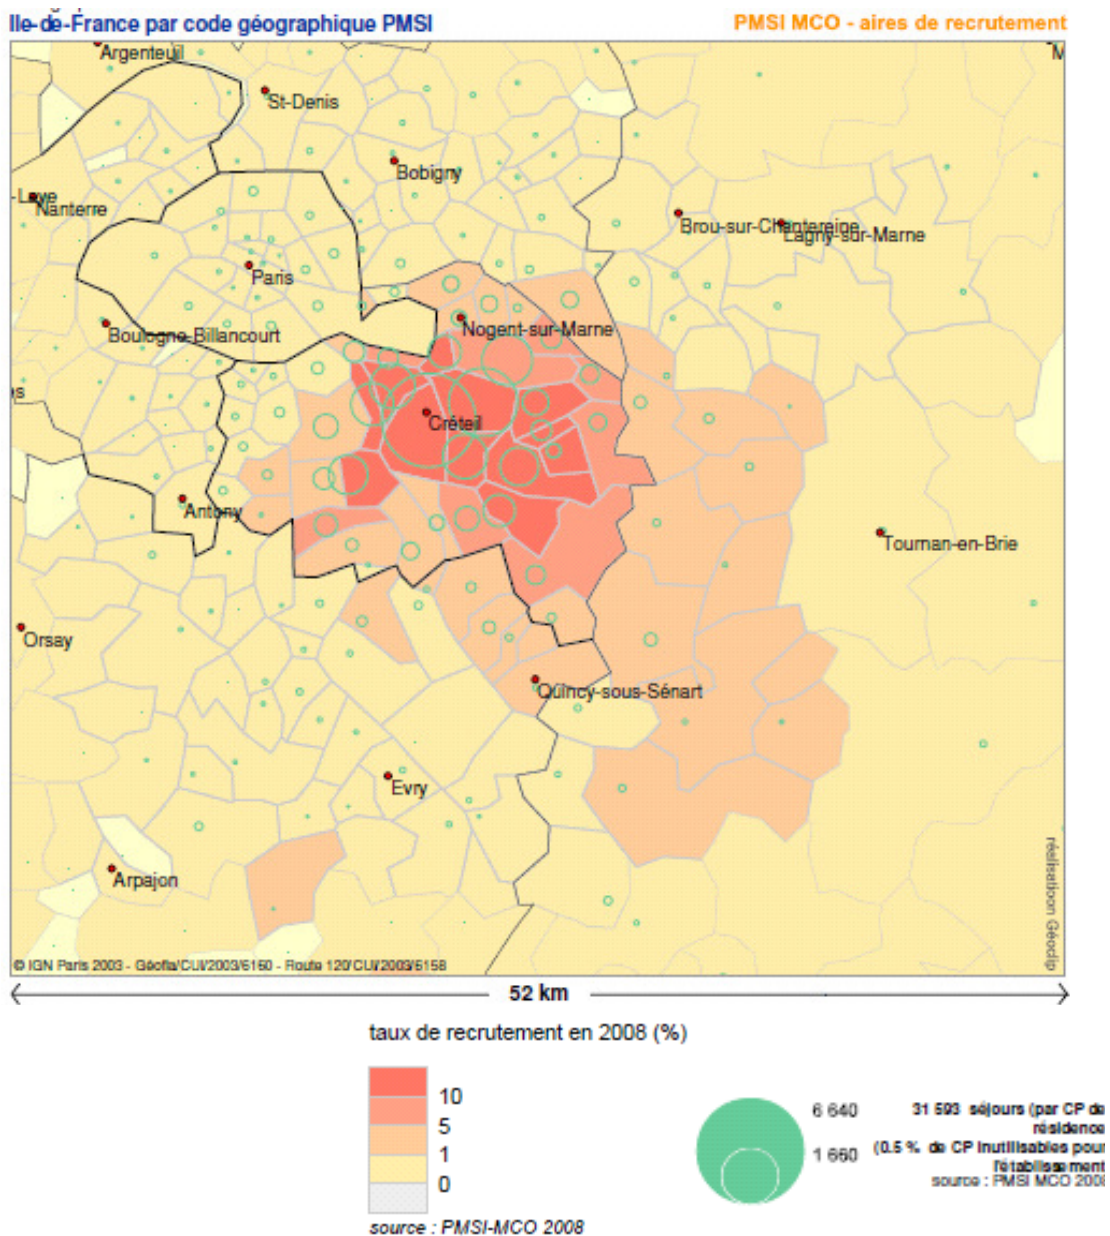 Ile-de-France par code géographique PMSI
PMSI MCO - aires de recrutement
Argenteuil
M
St-Denis
Bobigny
-Laye
Nanterre
Brou-sur-Chantereine
Lagny-sur-Marne
Paris
Boulogne-Billancourt
Nogent-sur-Marne
Créteil
Antony
Tournan-en-Brie
Orsay
Quincy-sous-Sénart
Evry
Arpajon
réalisatioon Géoclip
© IGN Paris 2003 - Géofla/CUI/2003/6160 - Route 120/CUI/2003/6158
52 km
taux de recrutement en 2008 (%)
10
5
1
0
source : PMSI-MCO 2008
6 640
1 660
31 593 séjours (par CP de
résidence
(0.5 % de CP inutilisables pour
l'établissement
source : PMSI MCO 2008